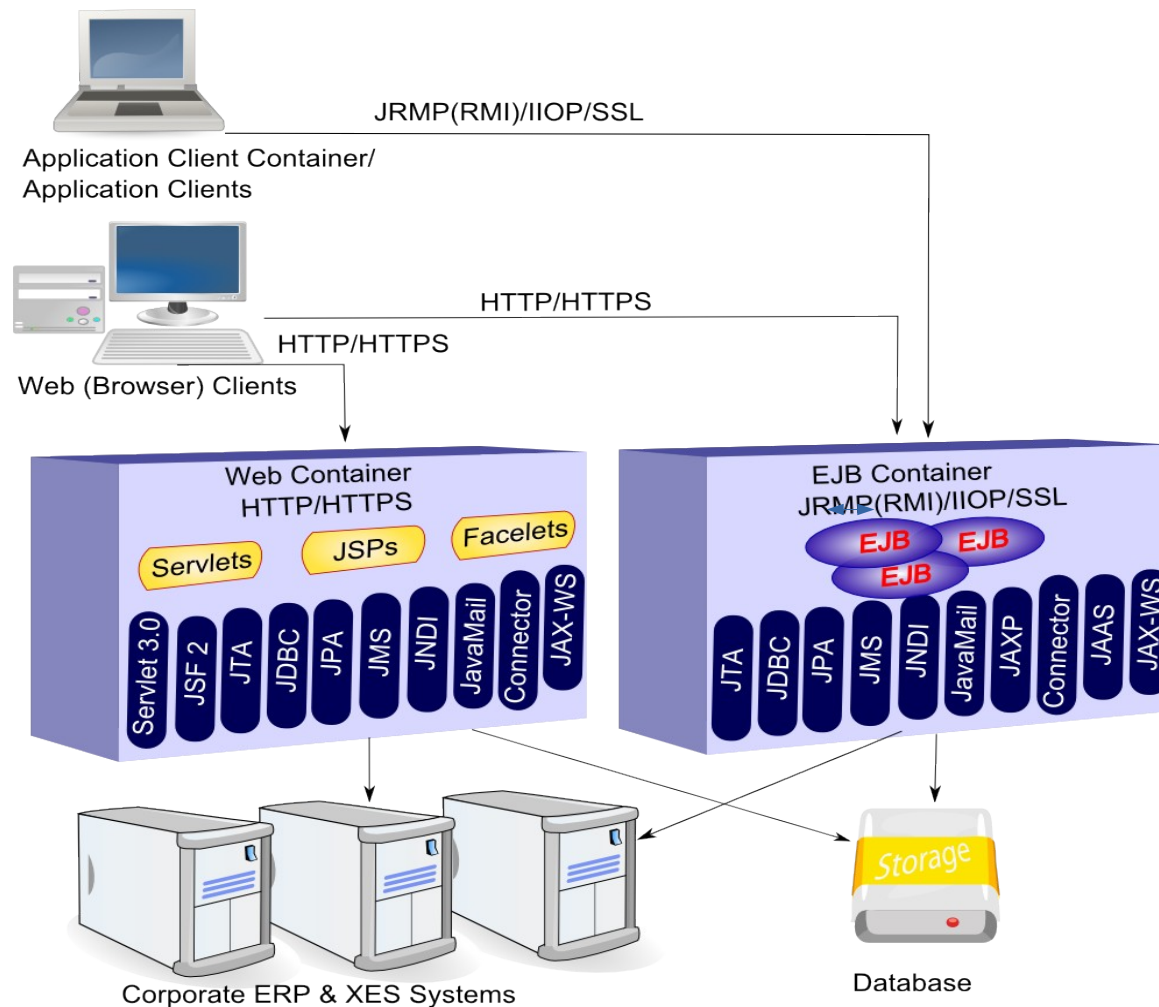 JRMP(RMI)/IIOP/SSL
Application Client Container/
Application Clients
HTTP/HTTPS
HTTP/HTTPS
Web (Browser) Clients
Web Container
HTTP/HTTPS
Servlets
JSPs
Facelets
Servlet 3.0
JSF 2
JTA
JDBC
JPA
JMS
JNDI
JavaMail
Connector
JAX-WS
EJB Container
JRMP(RMI)/IIOP/SSL
EJB
EJB
EJB
JTA
JDBC
JPA
JMS
JNDI
JavaMail
JAXP
Connector
JAAS
JAX-WS
Storage
Corporate ERP & XES Systems
Database